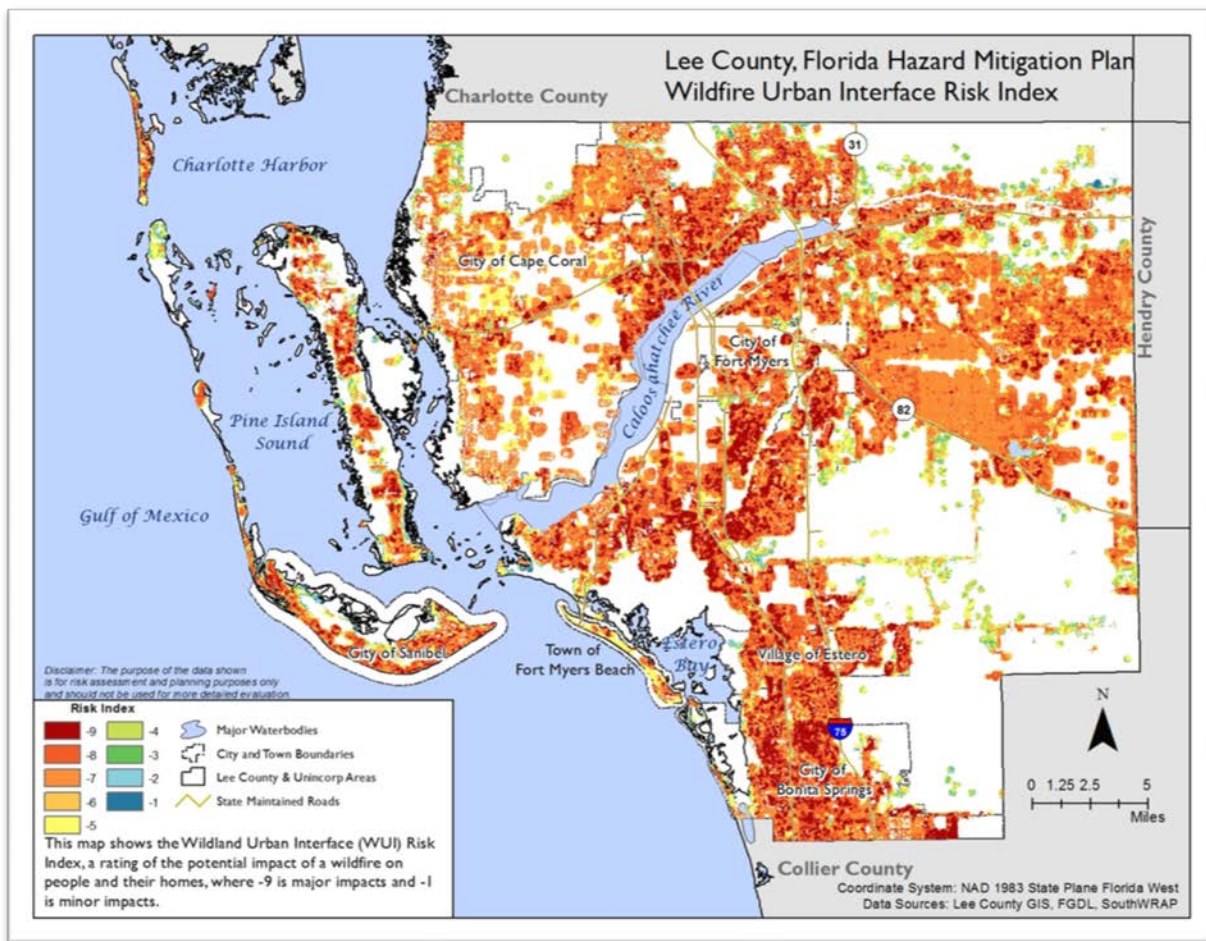 Lee County, Florida Hazard Mitigation Plan
Wildfire Urban Interface Risk Index
Charlotte County
31
Charlotte Harbor
Hendry County
City of Cape Coral
Caloosahatchee River
City of
Fort Myers
82
Pine Island
Sound
Gulf of Mexico
City of Sanibel
Town of
Fort Myers Beach
Estero
Bay
Village of Estero
75
City of
Bonita Springs
Collier County
N
0 1.25 2.5 5
Miles
Disclaimer: The purpose of the data shown
is for risk assessment and planning purposes only
and should not be used for more detailed evaluation.
Risk Index
-9
-8
-7
-6
-5
-4
-3
-2
-1
Major Waterbodies
City and Town Boundaries
Lee County & Unincorp Areas
State Maintained Roads
This map shows the Wildland Urban Interface (WUI) Risk
Index, a rating of the potential impact of a wildfire on
people and their homes, where -9 is major impacts and -1
is minor impacts.
Coordinate System: NAD 1983 State Plane Florida West
Data Sources: Lee County GIS, FGDL, SouthWRAP